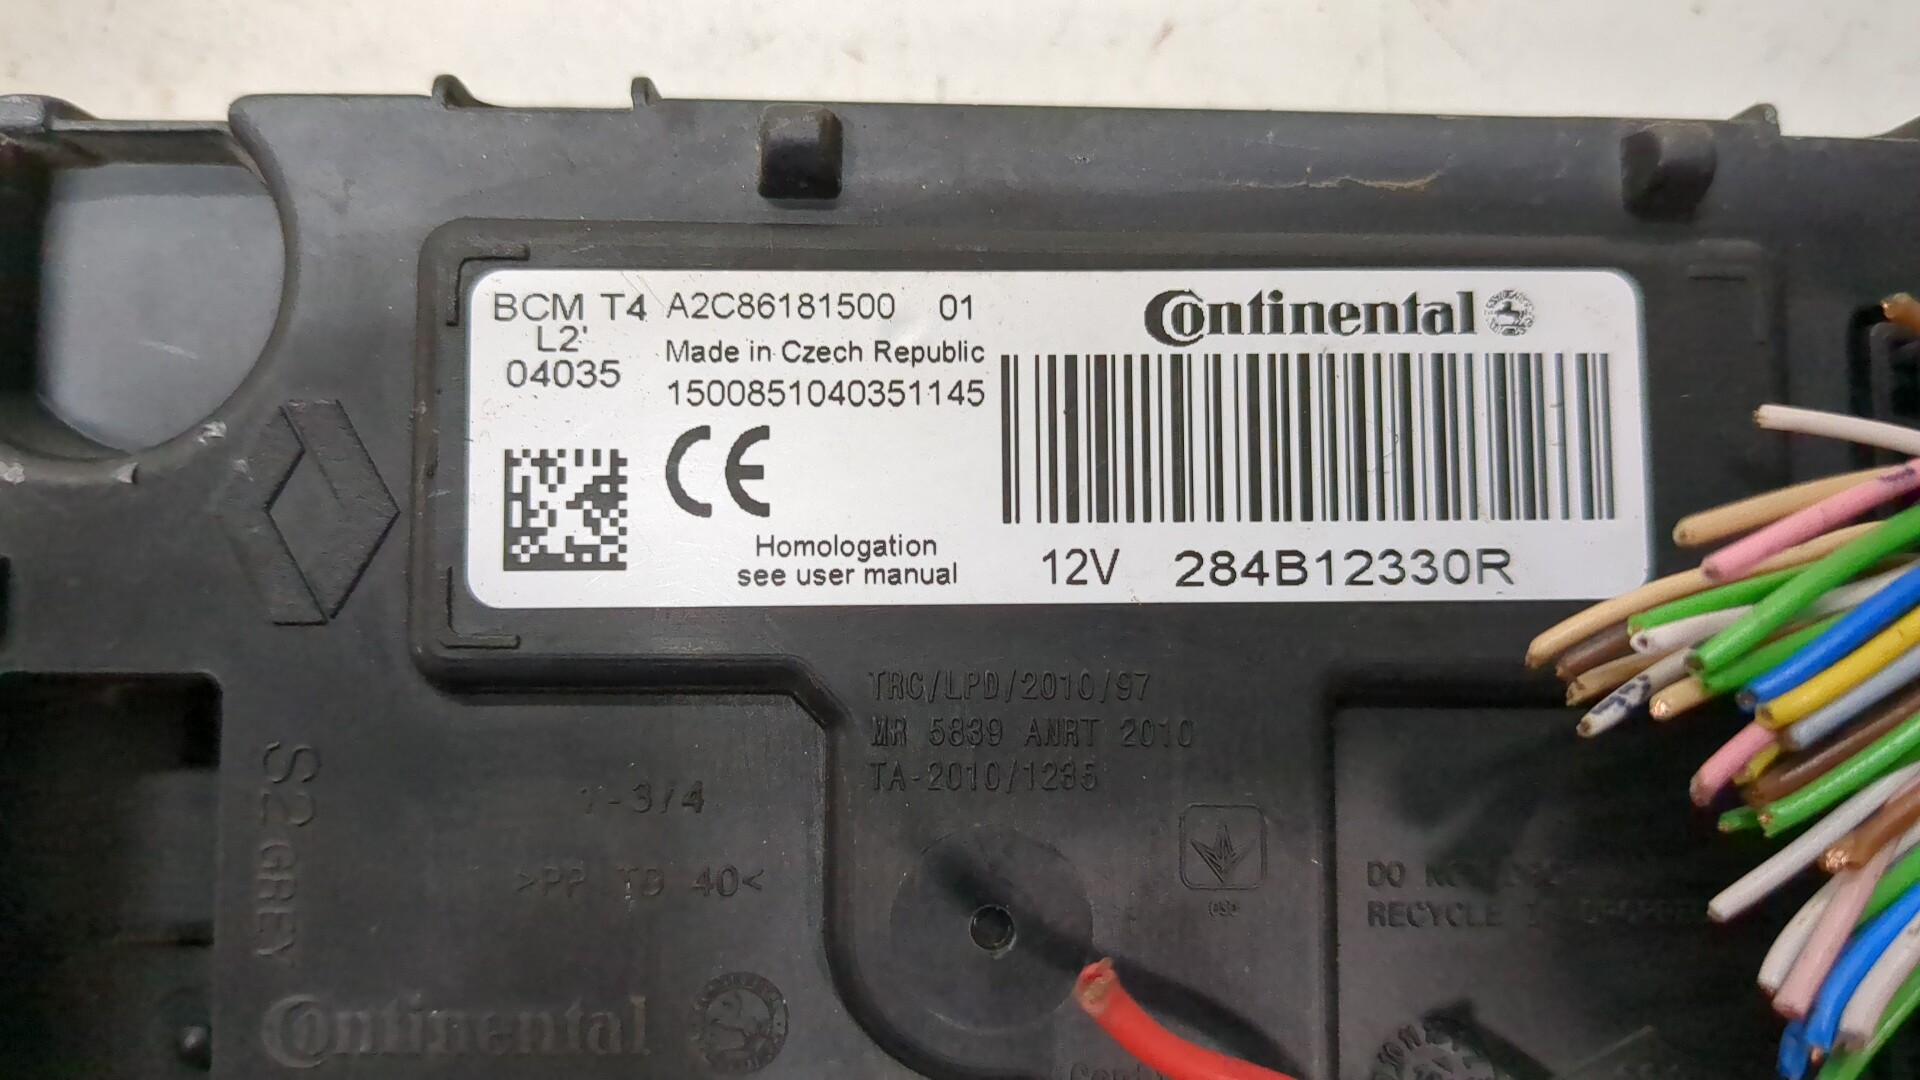 BCM T4 A2C86181500 01
Continental
L2'
Made in Czech Republic
04035
1500851040351145
CE
Homologation
see user manual
12V 284B12330R
TRC/LPD/2010/97
MR 5839 ANRT 2010
TA-2010/1235
-3/4
>PP TD 40<
S2 GREY
DO
RECYCLE
Continental